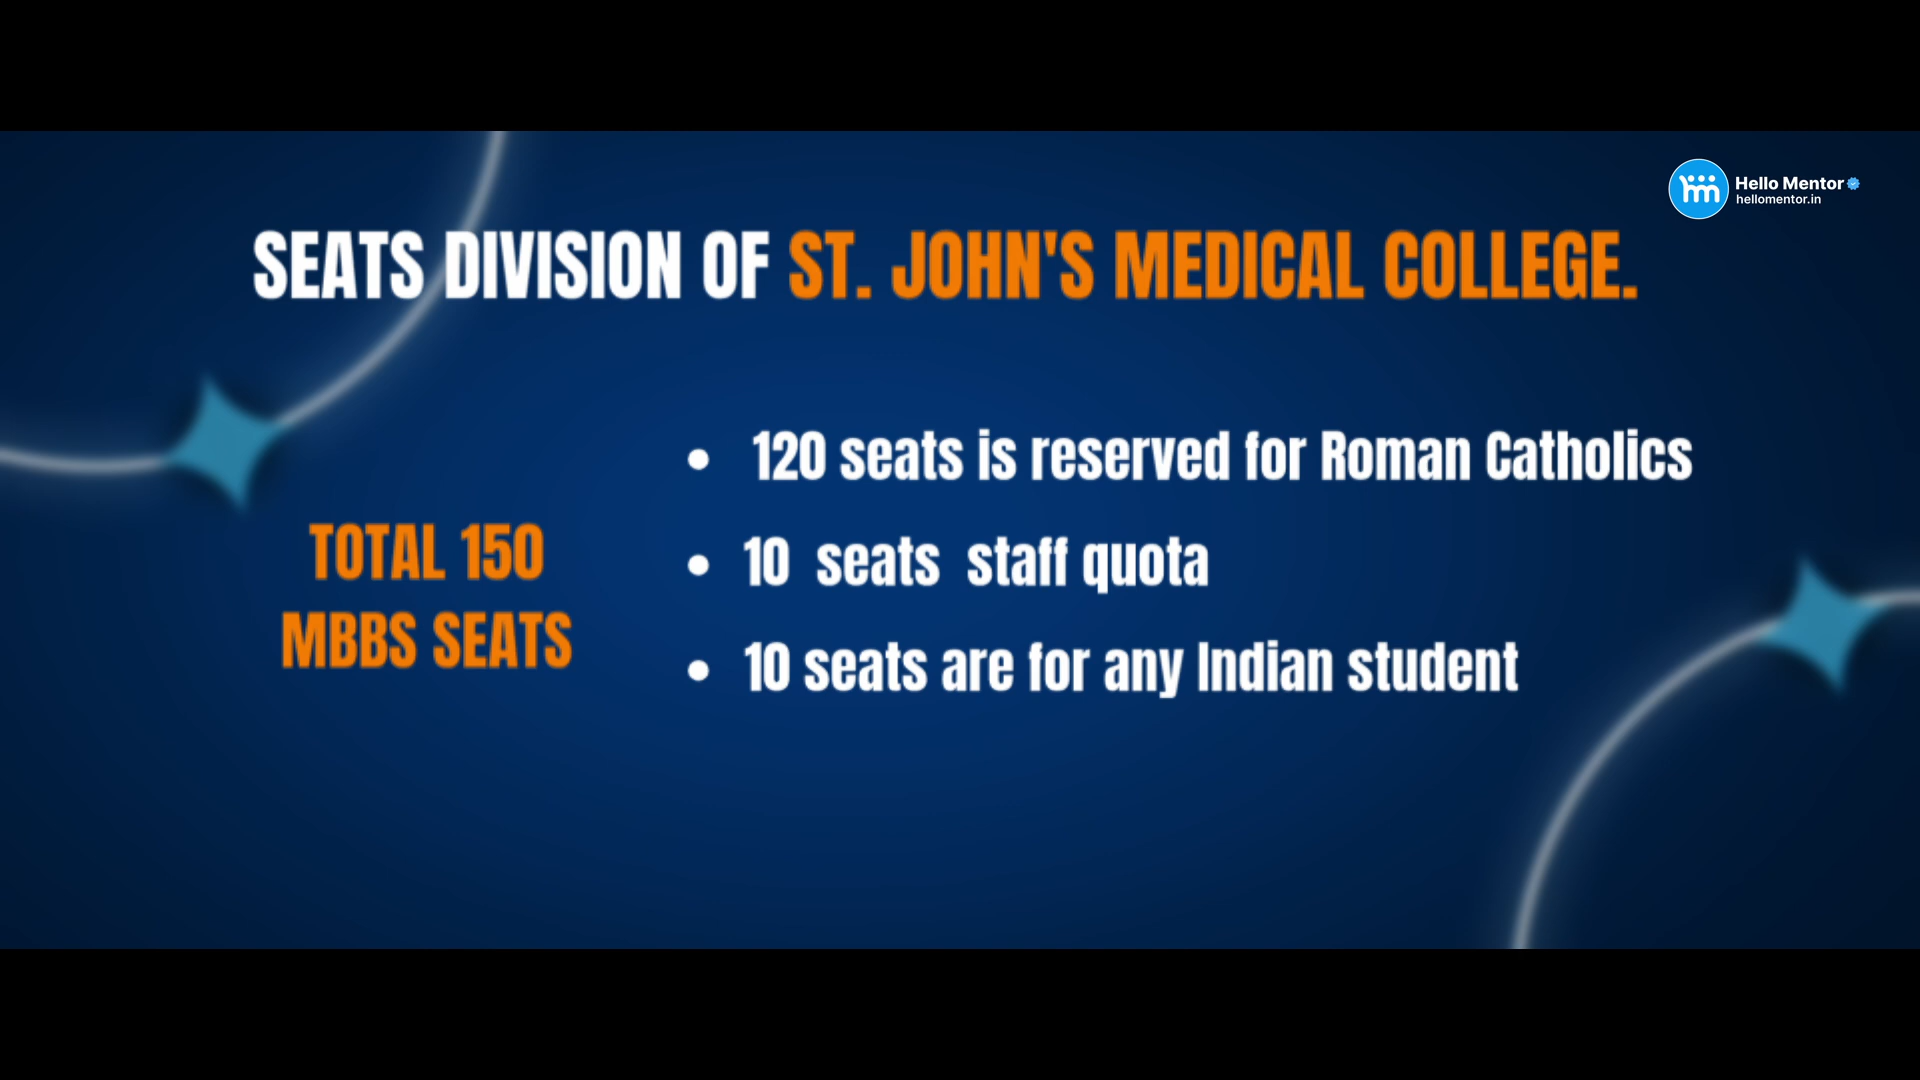 Hello Mentor
hellomentor.in
SEATS DIVISION OF ST. JOHN'S MEDICAL COLLEGE.
TOTAL 150
MBBS SEATS
• 120 seats is reserved for Roman Catholics
• 10 seats staff quota
• 10 seats are for any Indian student